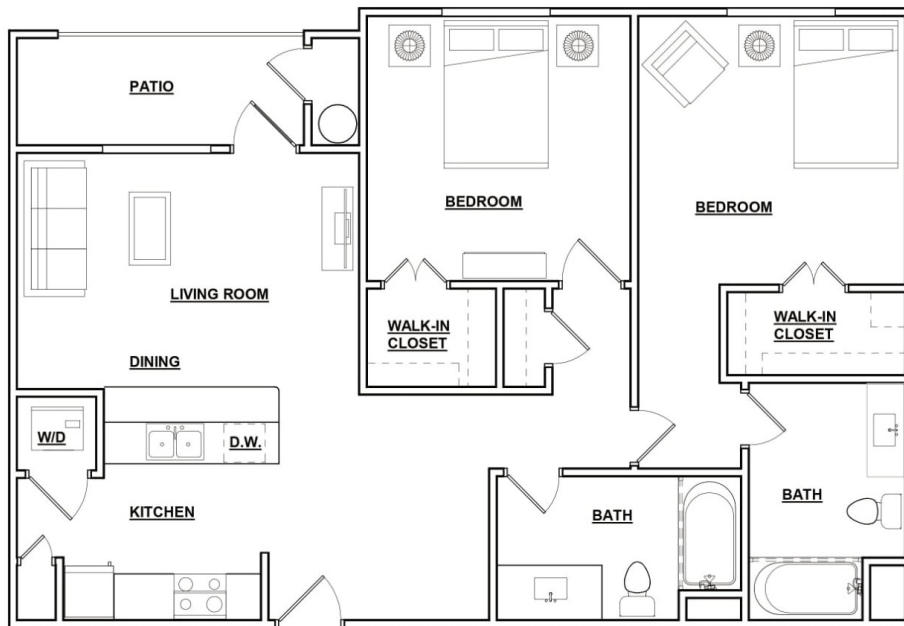 PATIO
BEDROOM
BEDROOM
LIVING ROOM
WALK-IN
CLOSET
WALK-IN
CLOSET
DINING
W/D
D.W.
KITCHEN
BATH
BATH